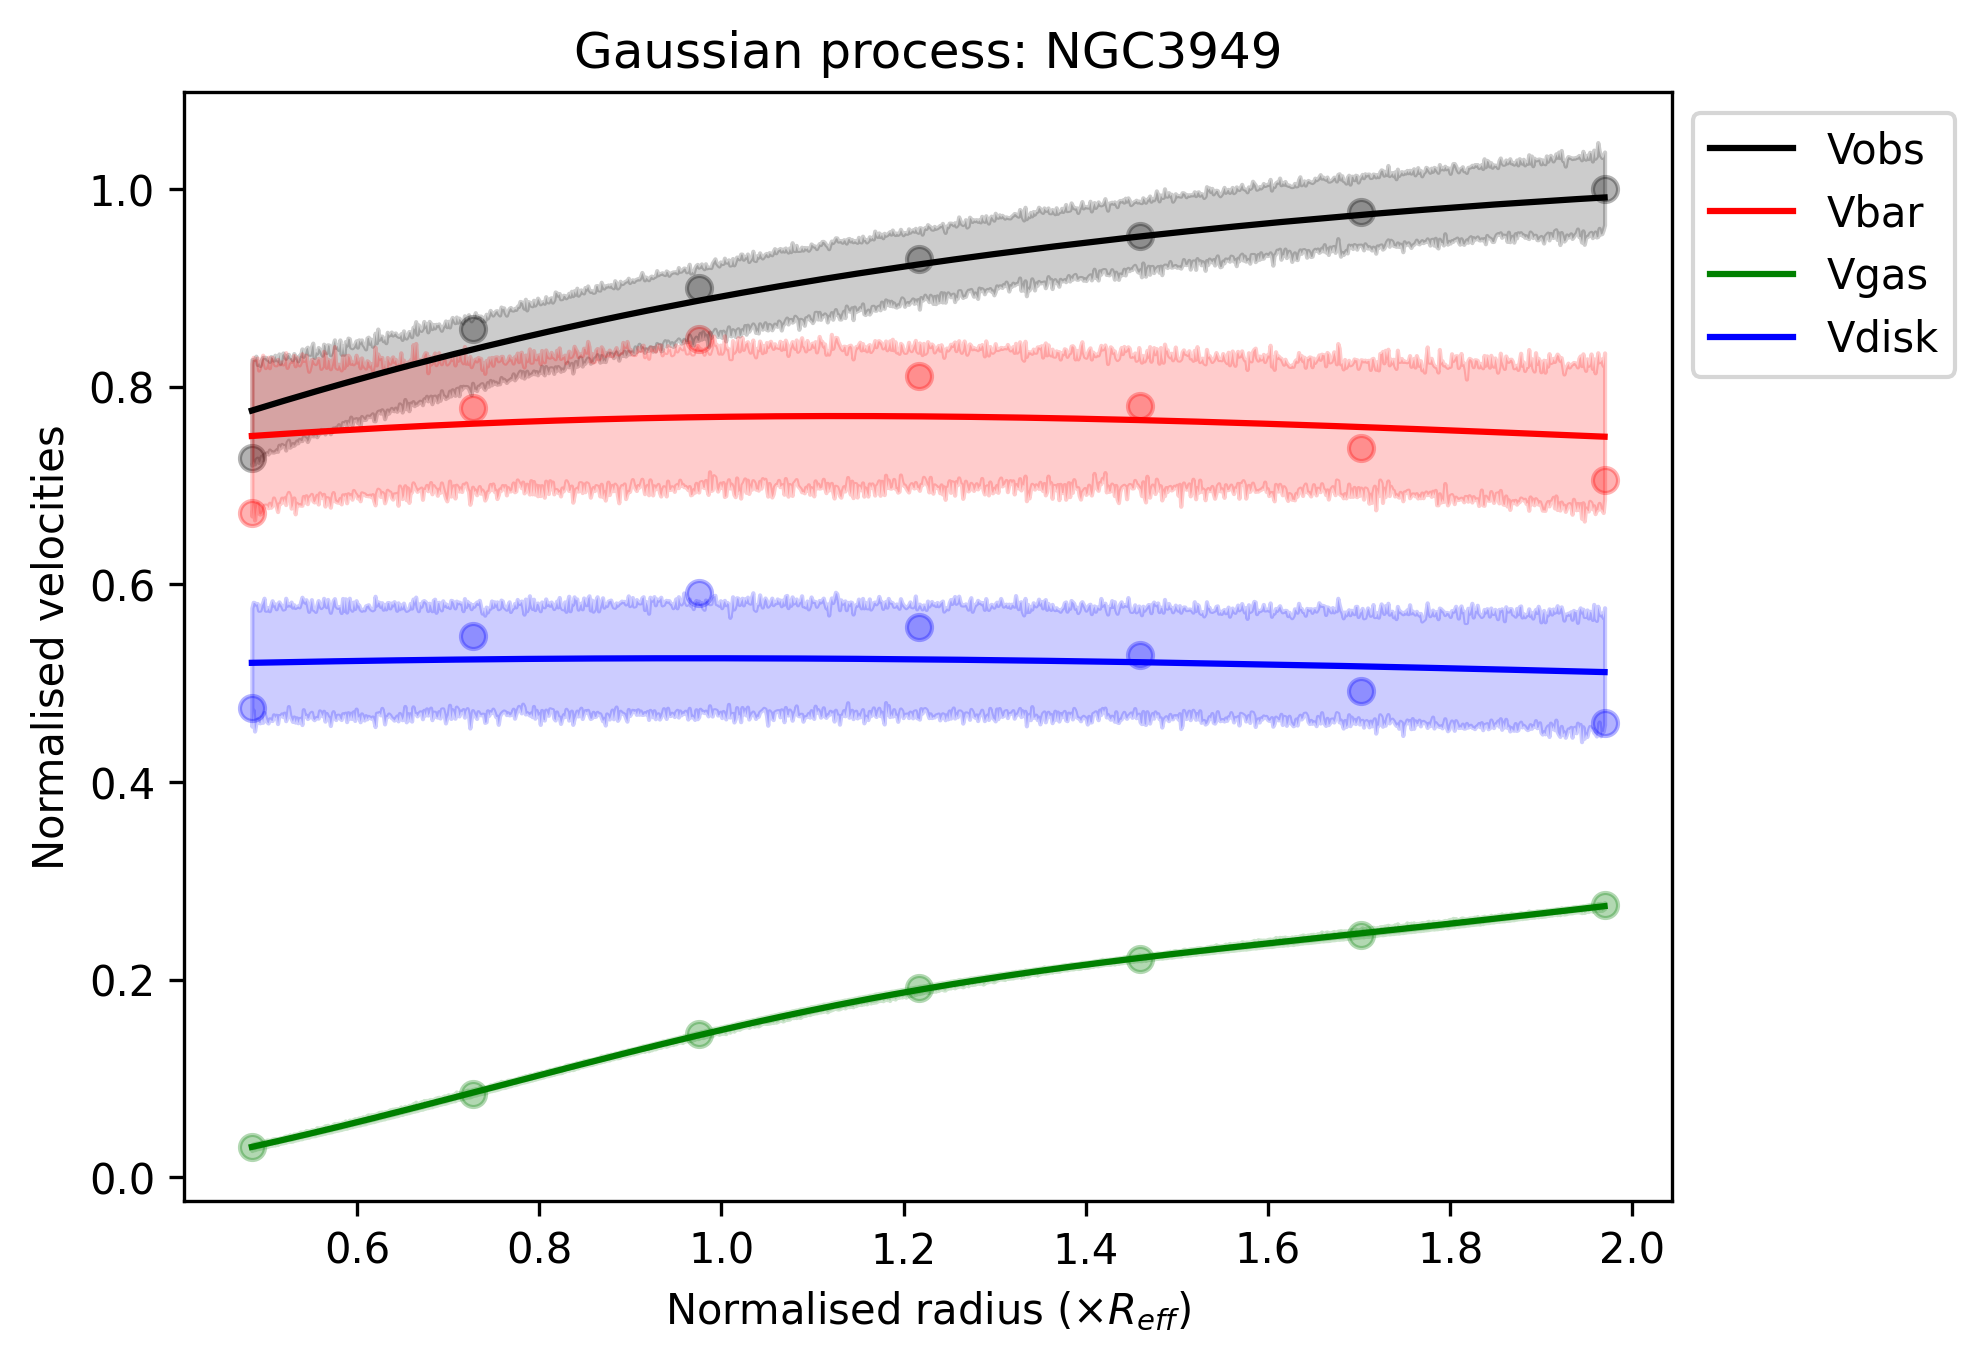 Gaussian process: NGC3949
Vobs
Vbar
Vgas
Vdisk
Normalised velocities
1.0
0.8
0.6
0.4
0.2
0.0
0.6 0.8 1.0 1.2 1.4 1.6 1.8 2.0
Normalised radius (×R_eff)